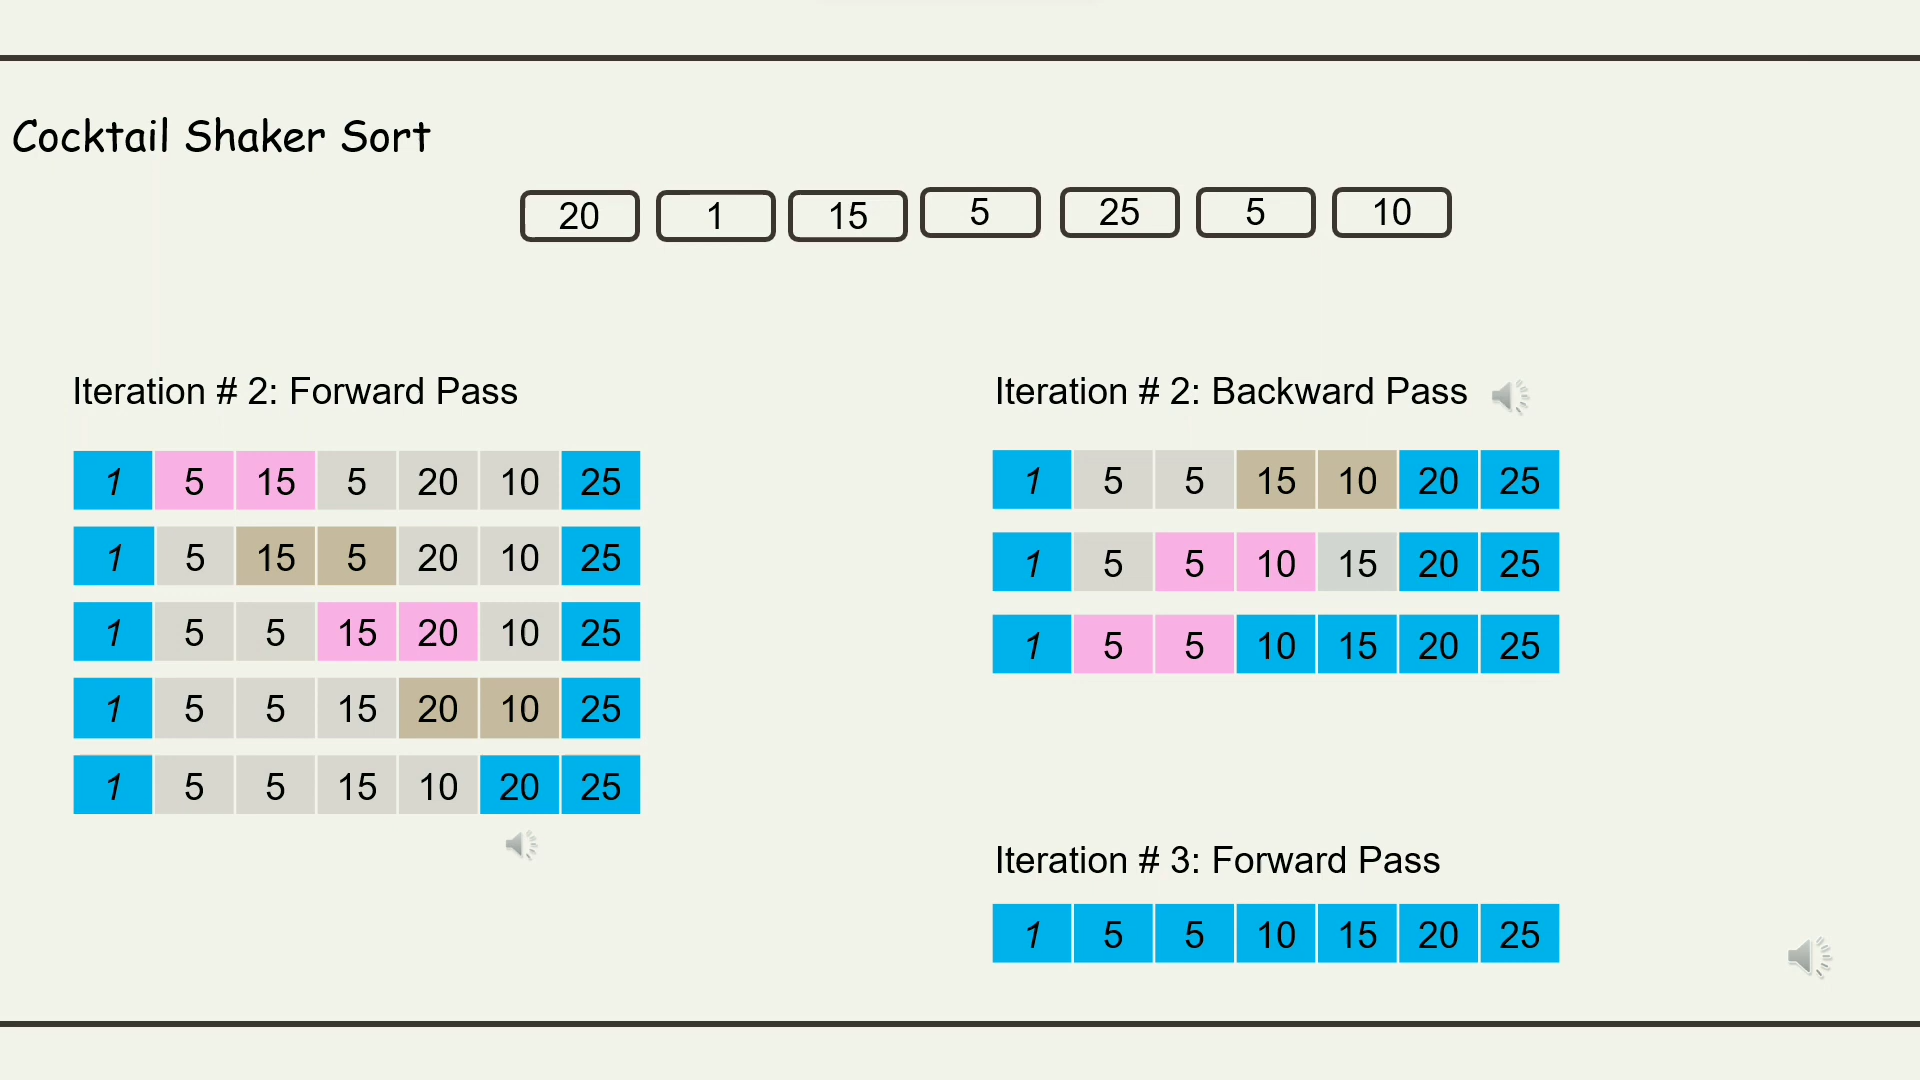 Cocktail Shaker Sort
20 1 15 5 25 5 10
Iteration # 2: Forward Pass
1 5 15 5 20 10 25
1 5 15 5 20 10 25
1 5 5 15 20 10 25
1 5 5 15 20 10 25
1 5 5 15 10 20 25
Iteration # 2: Backward Pass
1 5 5 15 10 20 25
1 5 5 10 15 20 25
1 5 5 10 15 20 25
Iteration # 3: Forward Pass
1 5 5 10 15 20 25